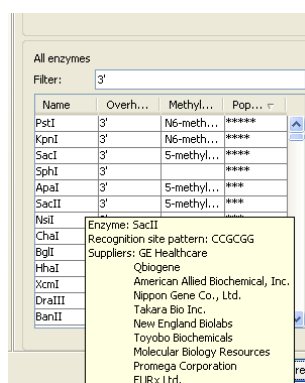 All enzymes
Filter: 3'
Name Overh... Methyl... Pop...
PstI 3' N6-meth... *****
KpnI 3' N6-meth... ****
SacI 3' 5-methyl... ****
SphI 3' ****
ApaI 3' 5-methyl... ***
SacII 3' 5-methyl... ***
NsiI
ChaI
BglI
HhaI
XcmI
DraIII
BanII
Enzyme: SacII
Recognition site pattern: CCGCGG
Suppliers: GE Healthcare
Qbiogene
American Allied Biochemical, Inc.
Nippon Gene Co., Ltd.
Takara Bio Inc.
New England Biolabs
Toyobo Biochemicals
Molecular Biology Resources
Promega Corporation
EURx Ltd.
re